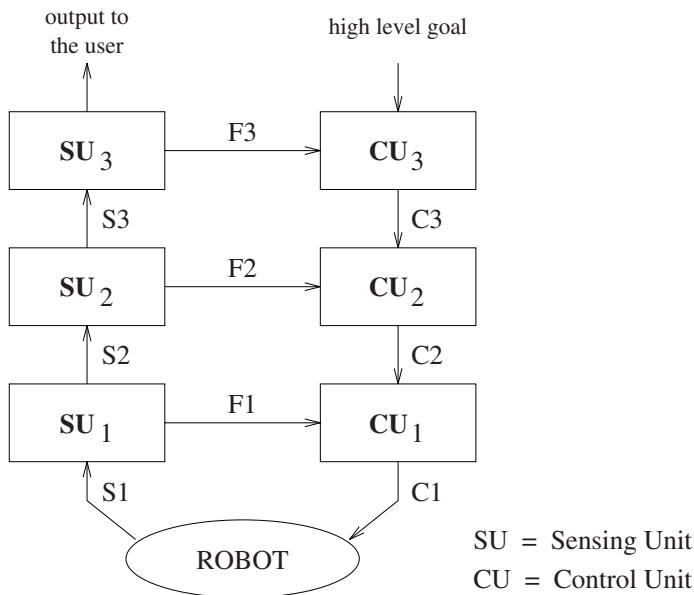 output to
the user
high level goal
SU3
F3
CU3
S3
C3
SU2
F2
CU2
S2
C2
SU1
F1
CU1
S1
C1
ROBOT
SU = Sensing Unit
CU = Control Unit